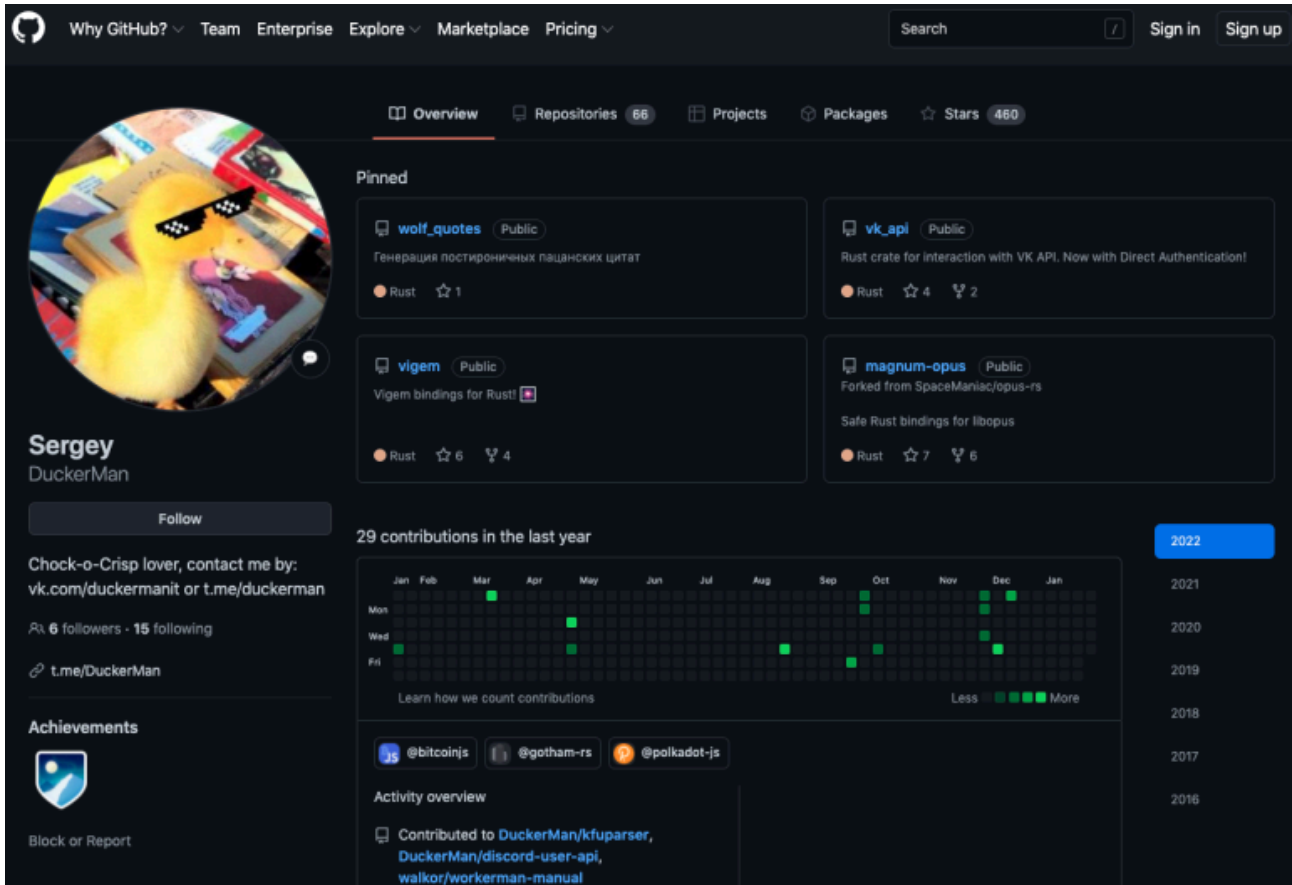 Why GitHub? Team Enterprise Explore Marketplace Pricing Search / Sign in Sign up
Overview Repositories 66 Projects Packages Stars 460
Pinned
wolf_quotes Public
Генерация постироничных пацанских цитат
Rust 1
vk_api Public
Rust crate for interaction with VK API. Now with Direct Authentication!
Rust 4 2
vigem Public
Vigem bindings for Rust!
Rust 6 4
magnum-opus Public
Forked from SpaceManiac/opus-rs
Safe Rust bindings for libopus
Rust 7 6
Sergey
DuckerMan
Follow
Chock-o-Crisp lover, contact me by:
vk.com/duckermanit or t.me/duckerman
6 followers · 15 following
t.me/DuckerMan
Achievements
Block or Report
29 contributions in the last year
Jan Feb Mar Apr May Jun Jul Aug Sep Oct Nov Dec Jan
Mon
Wed
Fri
Learn how we count contributions Less More
2022
2021
2020
2019
2018
2017
2016
JS @bitcoinjs @gotham-rs @polkadot-js
Activity overview
Contributed to DuckerMan/kfuparser,
DuckerMan/discord-user-api,
walkor/workerman-manual